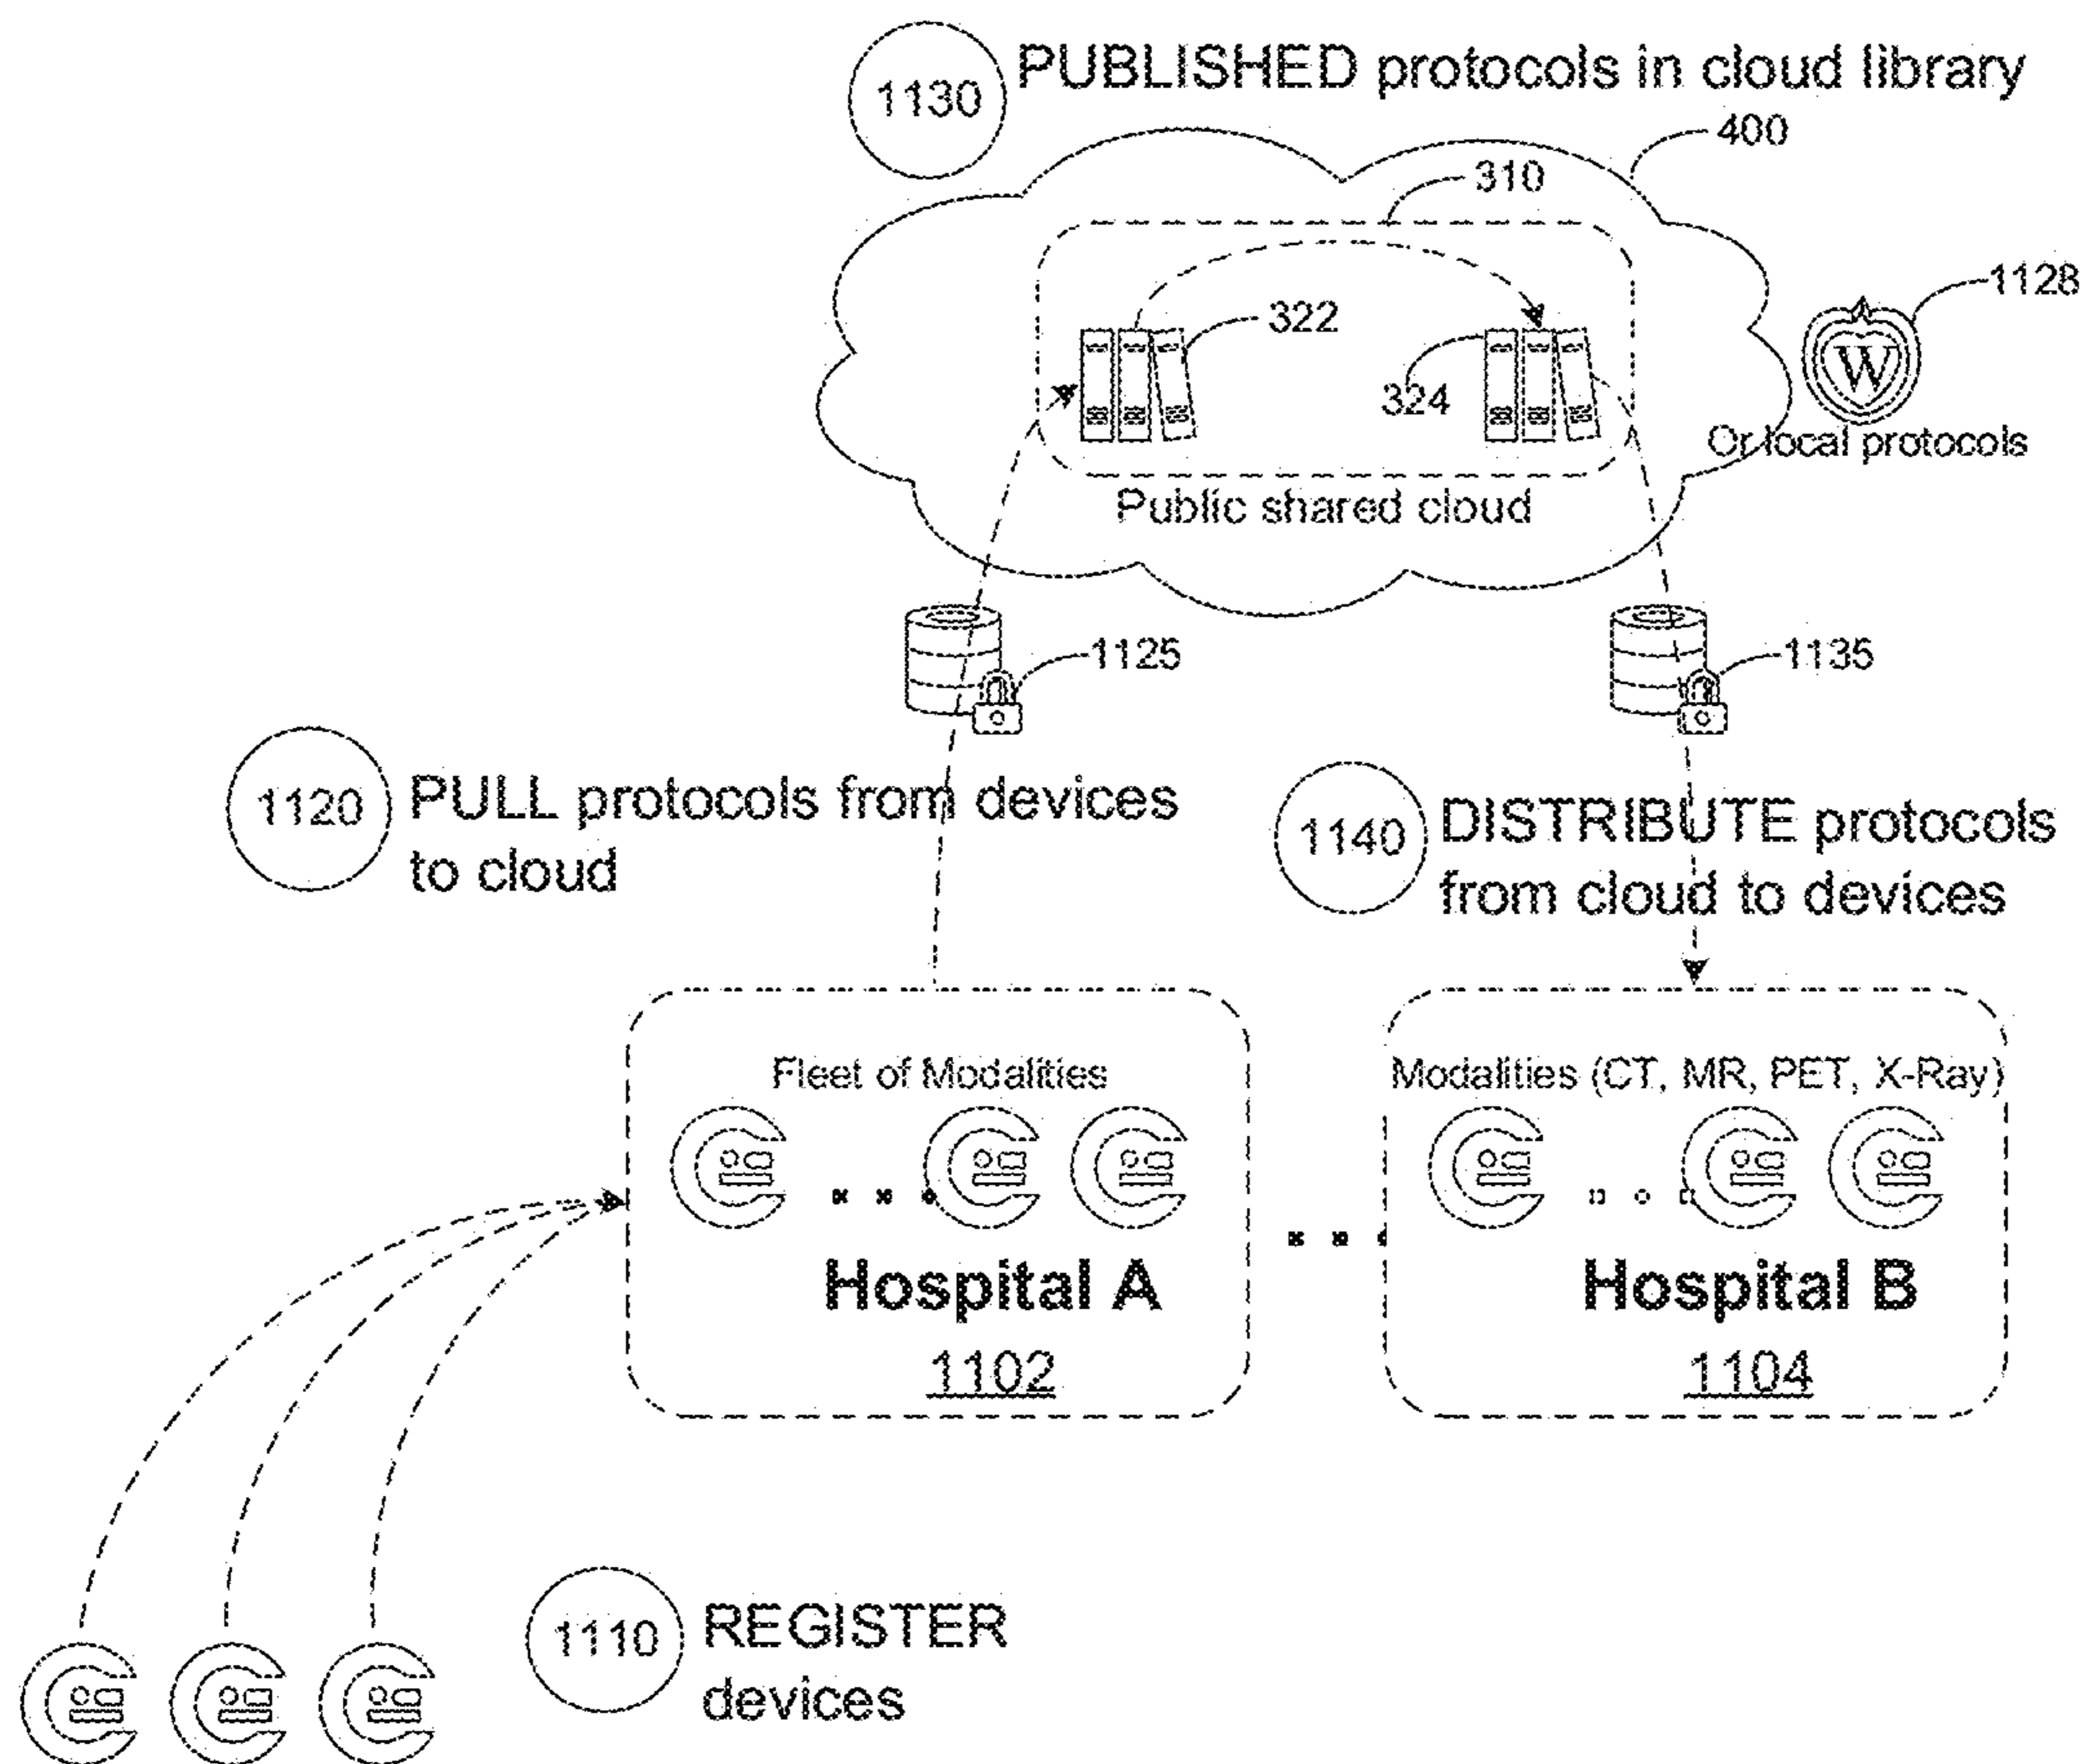 1130 PUBLISHED protocols in cloud library
400
310
1128
322
324
W
Or local protocols
Public shared cloud
1125
1135
1120 PULL protocols from devices
to cloud
1140 DISTRIBUTE protocols
from cloud to devices
Fleet of Modalities
Modalities (CT, MR, PET, X-Ray)
Hospital A
Hospital B
1102
1104
1110 REGISTER
devices